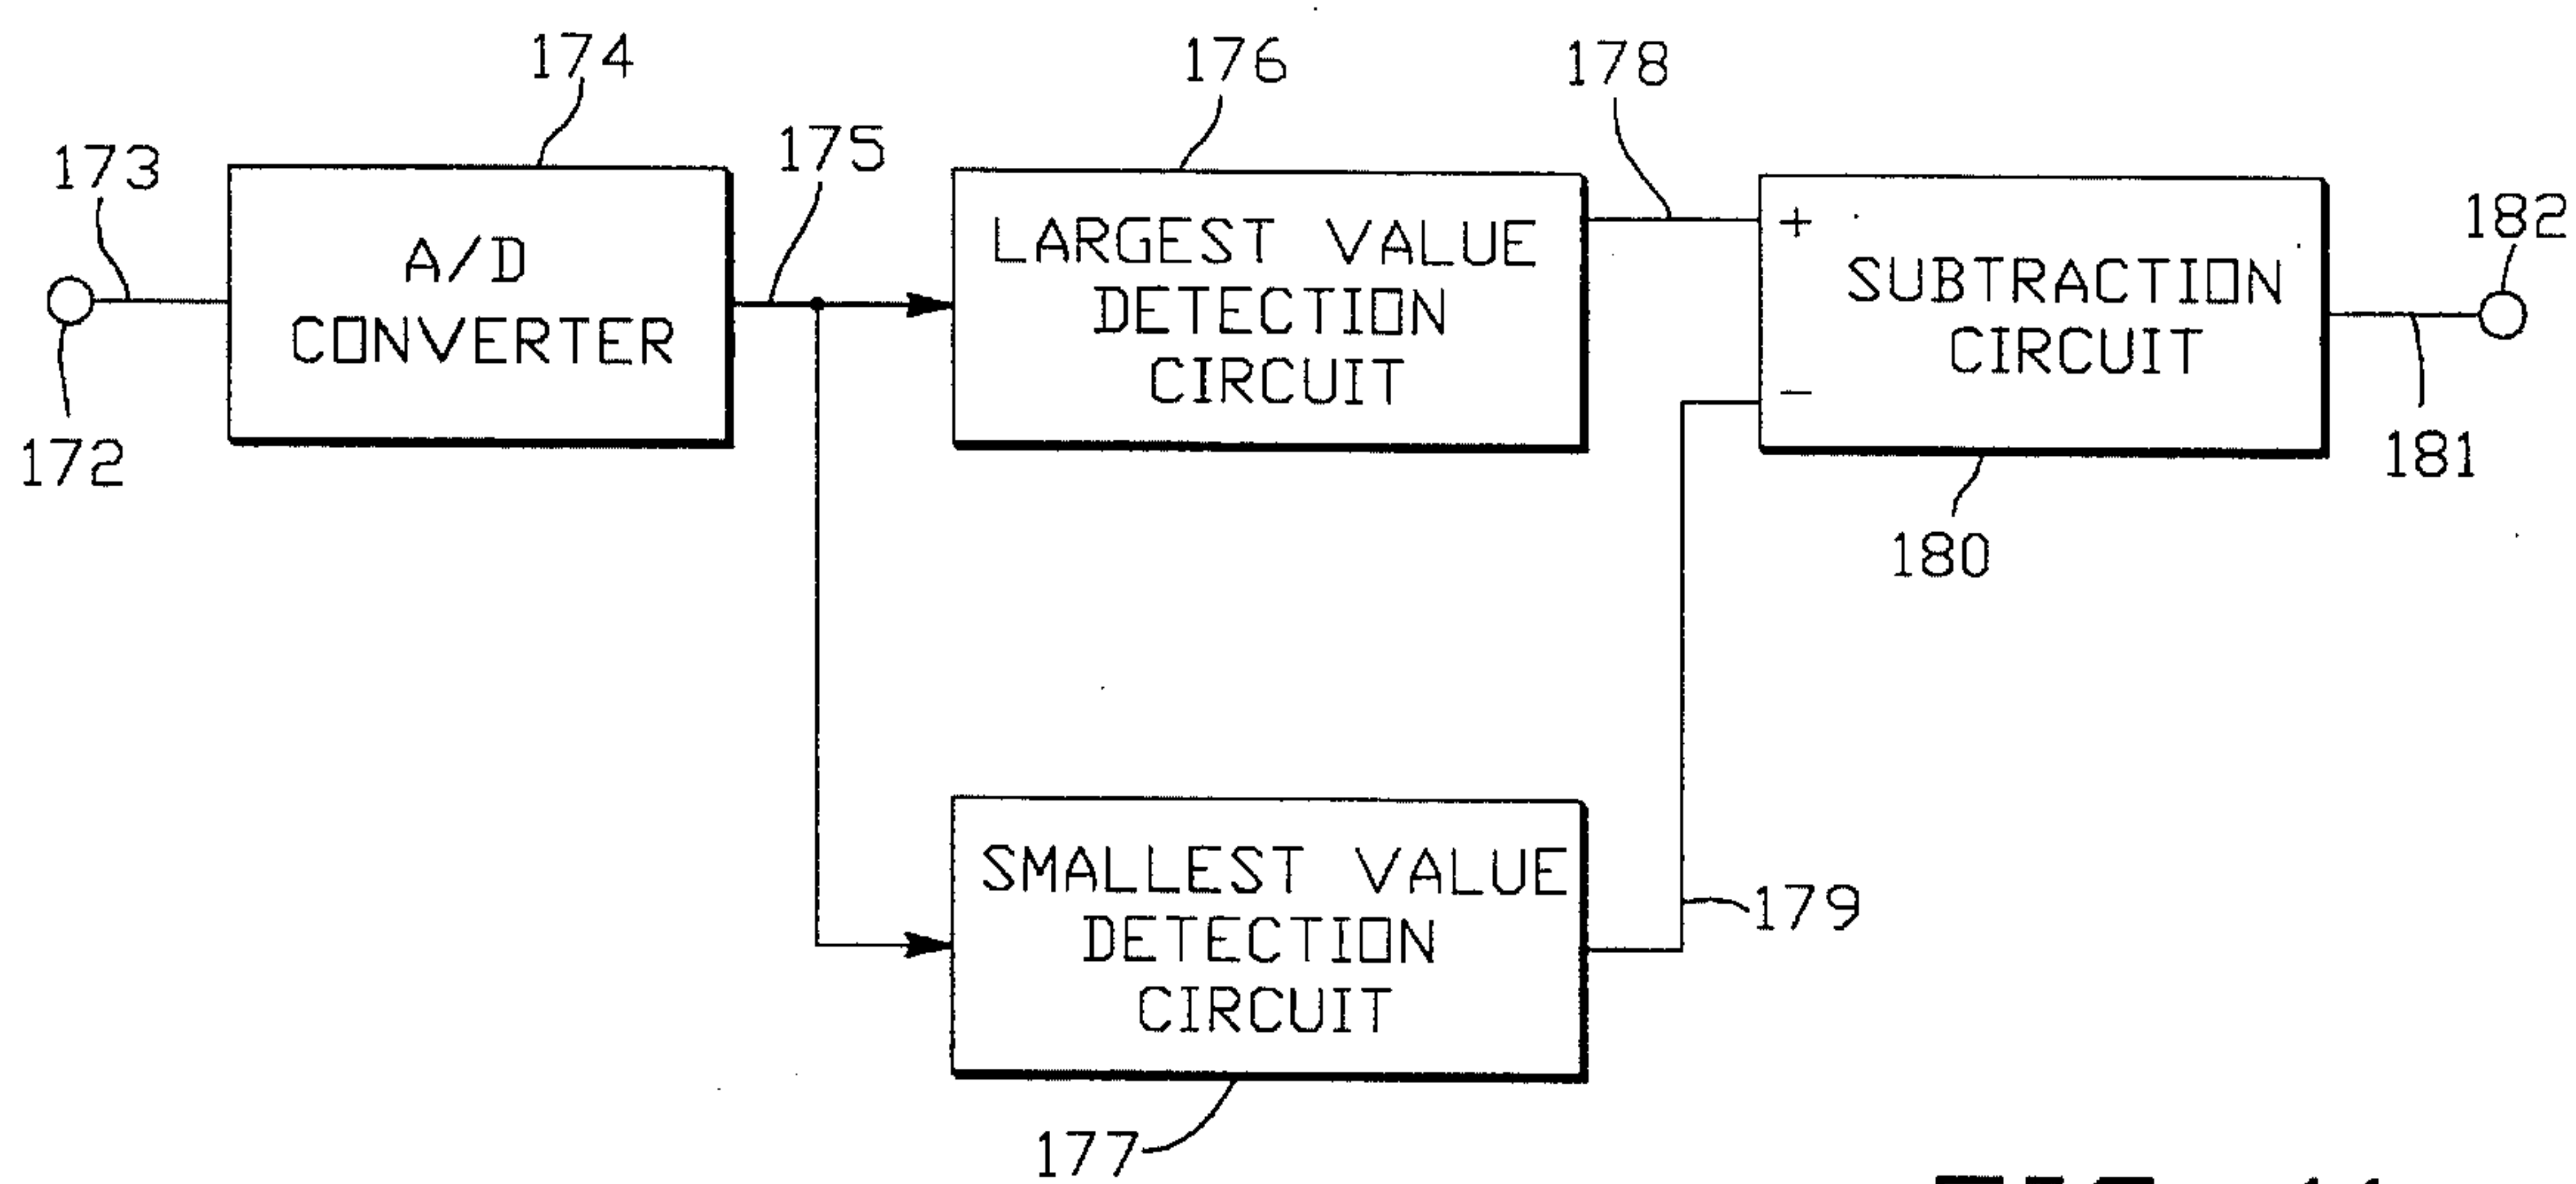 174
176
178
173
175
182
A/D
CONVERTER
LARGEST VALUE
DETECTION
CIRCUIT
+
-
SUBTRACTION
CIRCUIT
172
181
180
SMALLEST VALUE
DETECTION
CIRCUIT
179
177